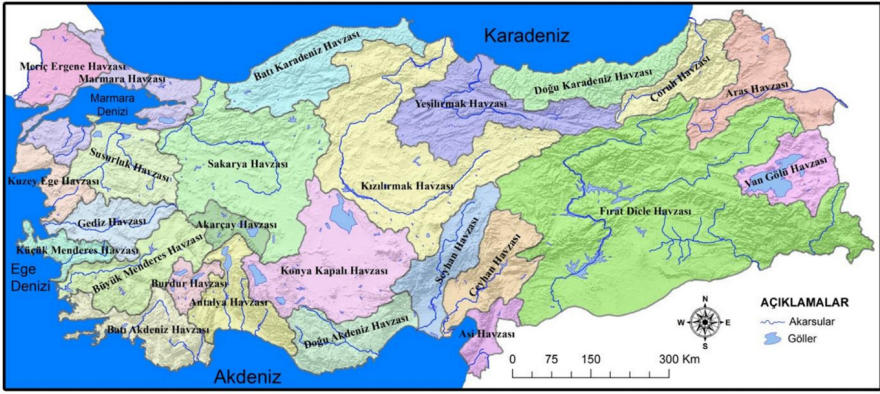 Karadeniz
Batı Karadeniz Havzası
Meriç Ergene Havzası
Marmara Havzası
Doğu Karadeniz Havzası
Çoruh Havzası
Marmara
Denizi
Yeşilırmak Havzası
Aras Havzası
Susurluk Havzası
Sakarya Havzası
Kuzey Ege Havzası
Kızılırmak Havzası
Van Gölü Havzası
Gediz Havzası
Akarçay Havzası
Fırat Dicle Havzası
Küçük Menderes Havzası
Seyhan Havzası
Ceyhan Havzası
Ege
Denizi
Büyük Menderes Havzası
Konya Kapalı Havzası
Burdur Havzası
Antalya Havzası
Batı Akdeniz Havzası
Doğu Akdeniz Havzası
Asi Havzası
Akdeniz
N
W
E
S
AÇIKLAMALAR
Akarsular
Göller
0 75 150 300 Km